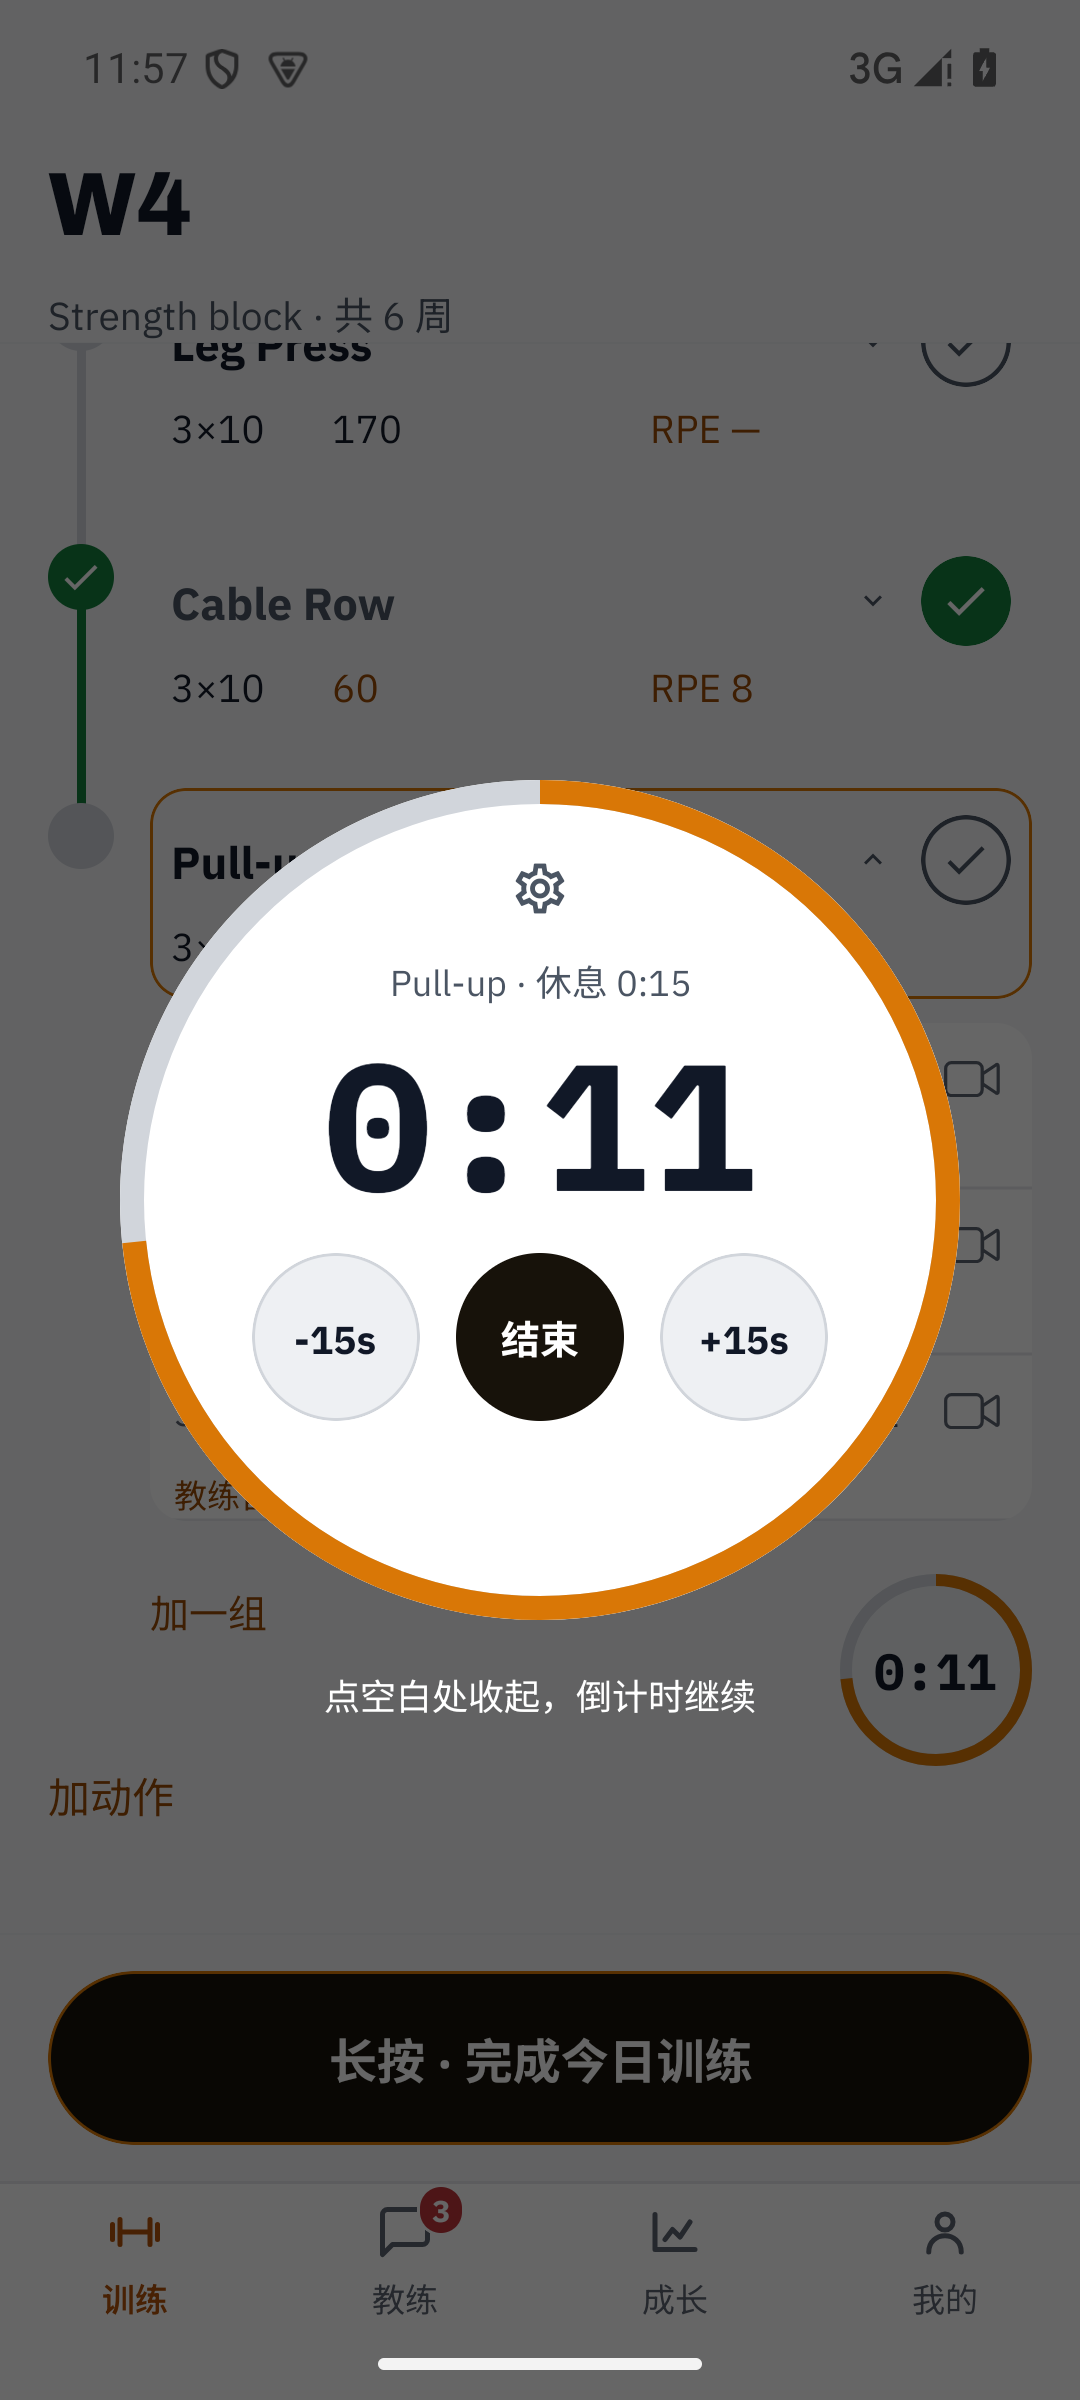 11:57
3G
W4
Strength block · 共 6 周
Leg Press
3×10 170 RPE —
Cable Row
3×10 60 RPE 8
Pull-u
Pull-up · 休息 0:15
0:11
-15s 结束 +15s
教练
加一组
0:11
点空白处收起，倒计时继续
加动作
长按 · 完成今日训练
3
训练 教练 成长 我的